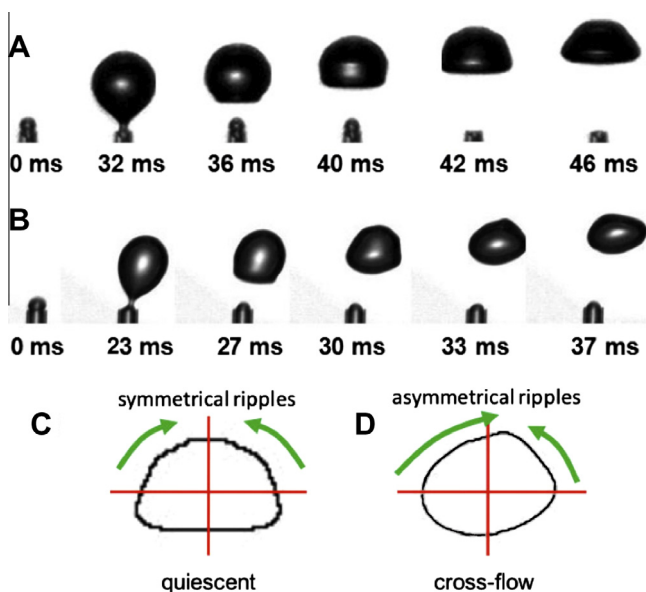 A
0 ms 32 ms 36 ms 40 ms 42 ms 46 ms
B
0 ms 23 ms 27 ms 30 ms 33 ms 37 ms
C symmetrical ripples D asymmetrical ripples
quiescent cross-flow